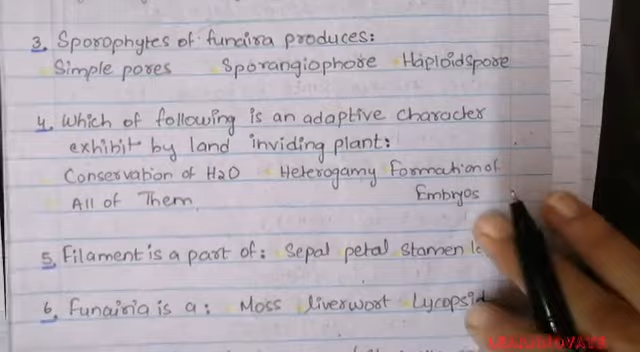 3. Sporophytes of funaira produces:
Simple pores Sporangiophore Haploidspore
4. Which of following is an adaptive character
exhibit by land inviding plant:
Conservation of H2O Heterogamy Formation of
All of Them Embryos
5. Filament is a part of: Sepal petal Stamen
6. Funairia is a: Moss liverwort Lycopsid